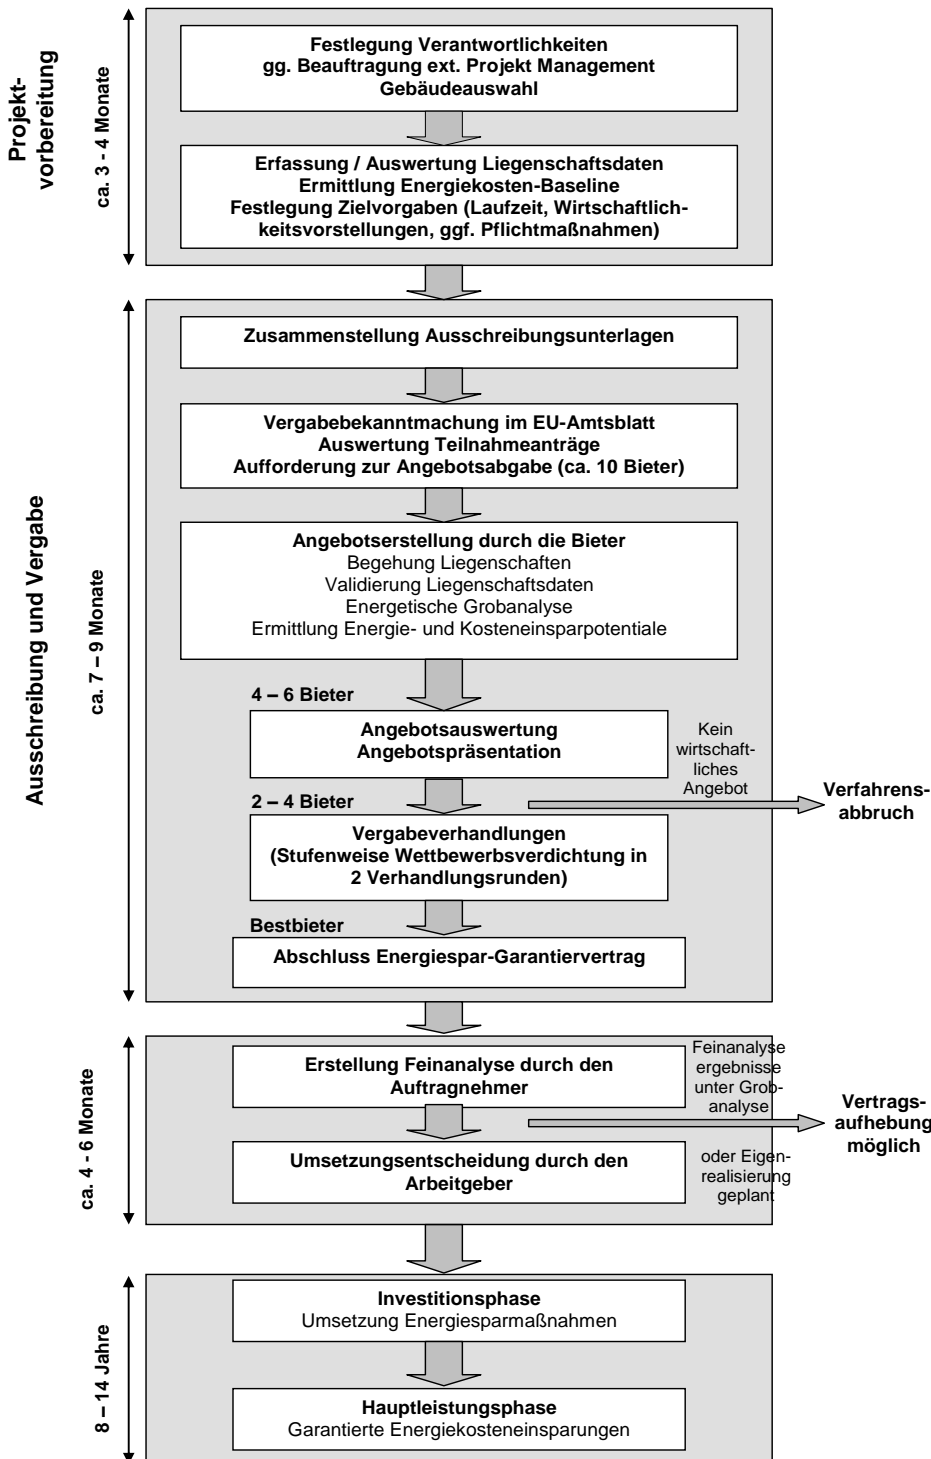 Projekt-
vorbereitung
ca. 3 - 4 Monate
Festlegung Verantwortlichkeiten
gg. Beauftragung ext. Projekt Management
Gebäudeauswahl
Erfassung / Auswertung Liegenschaftsdaten
Ermittlung Energiekosten-Baseline
Festlegung Zielvorgaben (Laufzeit, Wirtschaftlich-
keitsvorstellungen, ggf. Pflichtmaßnahmen)
Ausschreibung und Vergabe
ca. 7 – 9 Monate
Zusammenstellung Ausschreibungsunterlagen
Vergabebekanntmachung im EU-Amtsblatt
Auswertung Teilnahmeanträge
Aufforderung zur Angebotsabgabe (ca. 10 Bieter)
Angebotserstellung durch die Bieter
Begehung Liegenschaften
Validierung Liegenschaftsdaten
Energetische Grobanalyse
Ermittlung Energie- und Kosteneinsparpotentiale
4 – 6 Bieter
Angebotsauswertung
Angebotspräsentation
Kein
wirtschaft-
liches
Angebot
2 – 4 Bieter
Verfahrens-
abbruch
Vergabeverhandlungen
(Stufenweise Wettbewerbsverdichtung in
2 Verhandlungsrunden)
Bestbieter
Abschluss Energiespar-Garantiervertrag
ca. 4 - 6 Monate
Erstellung Feinanalyse durch den
Auftragnehmer
Feinanalyse
ergebnisse
unter Grob-
analyse
Vertrags-
aufhebung
möglich
Umsetzungsentscheidung durch den
Arbeitgeber
oder Eigen-
realisierung
geplant
8 – 14 Jahre
Investitionsphase
Umsetzung Energiesparmaßnahmen
Hauptleistungsphase
Garantierte Energiekosteneinsparungen